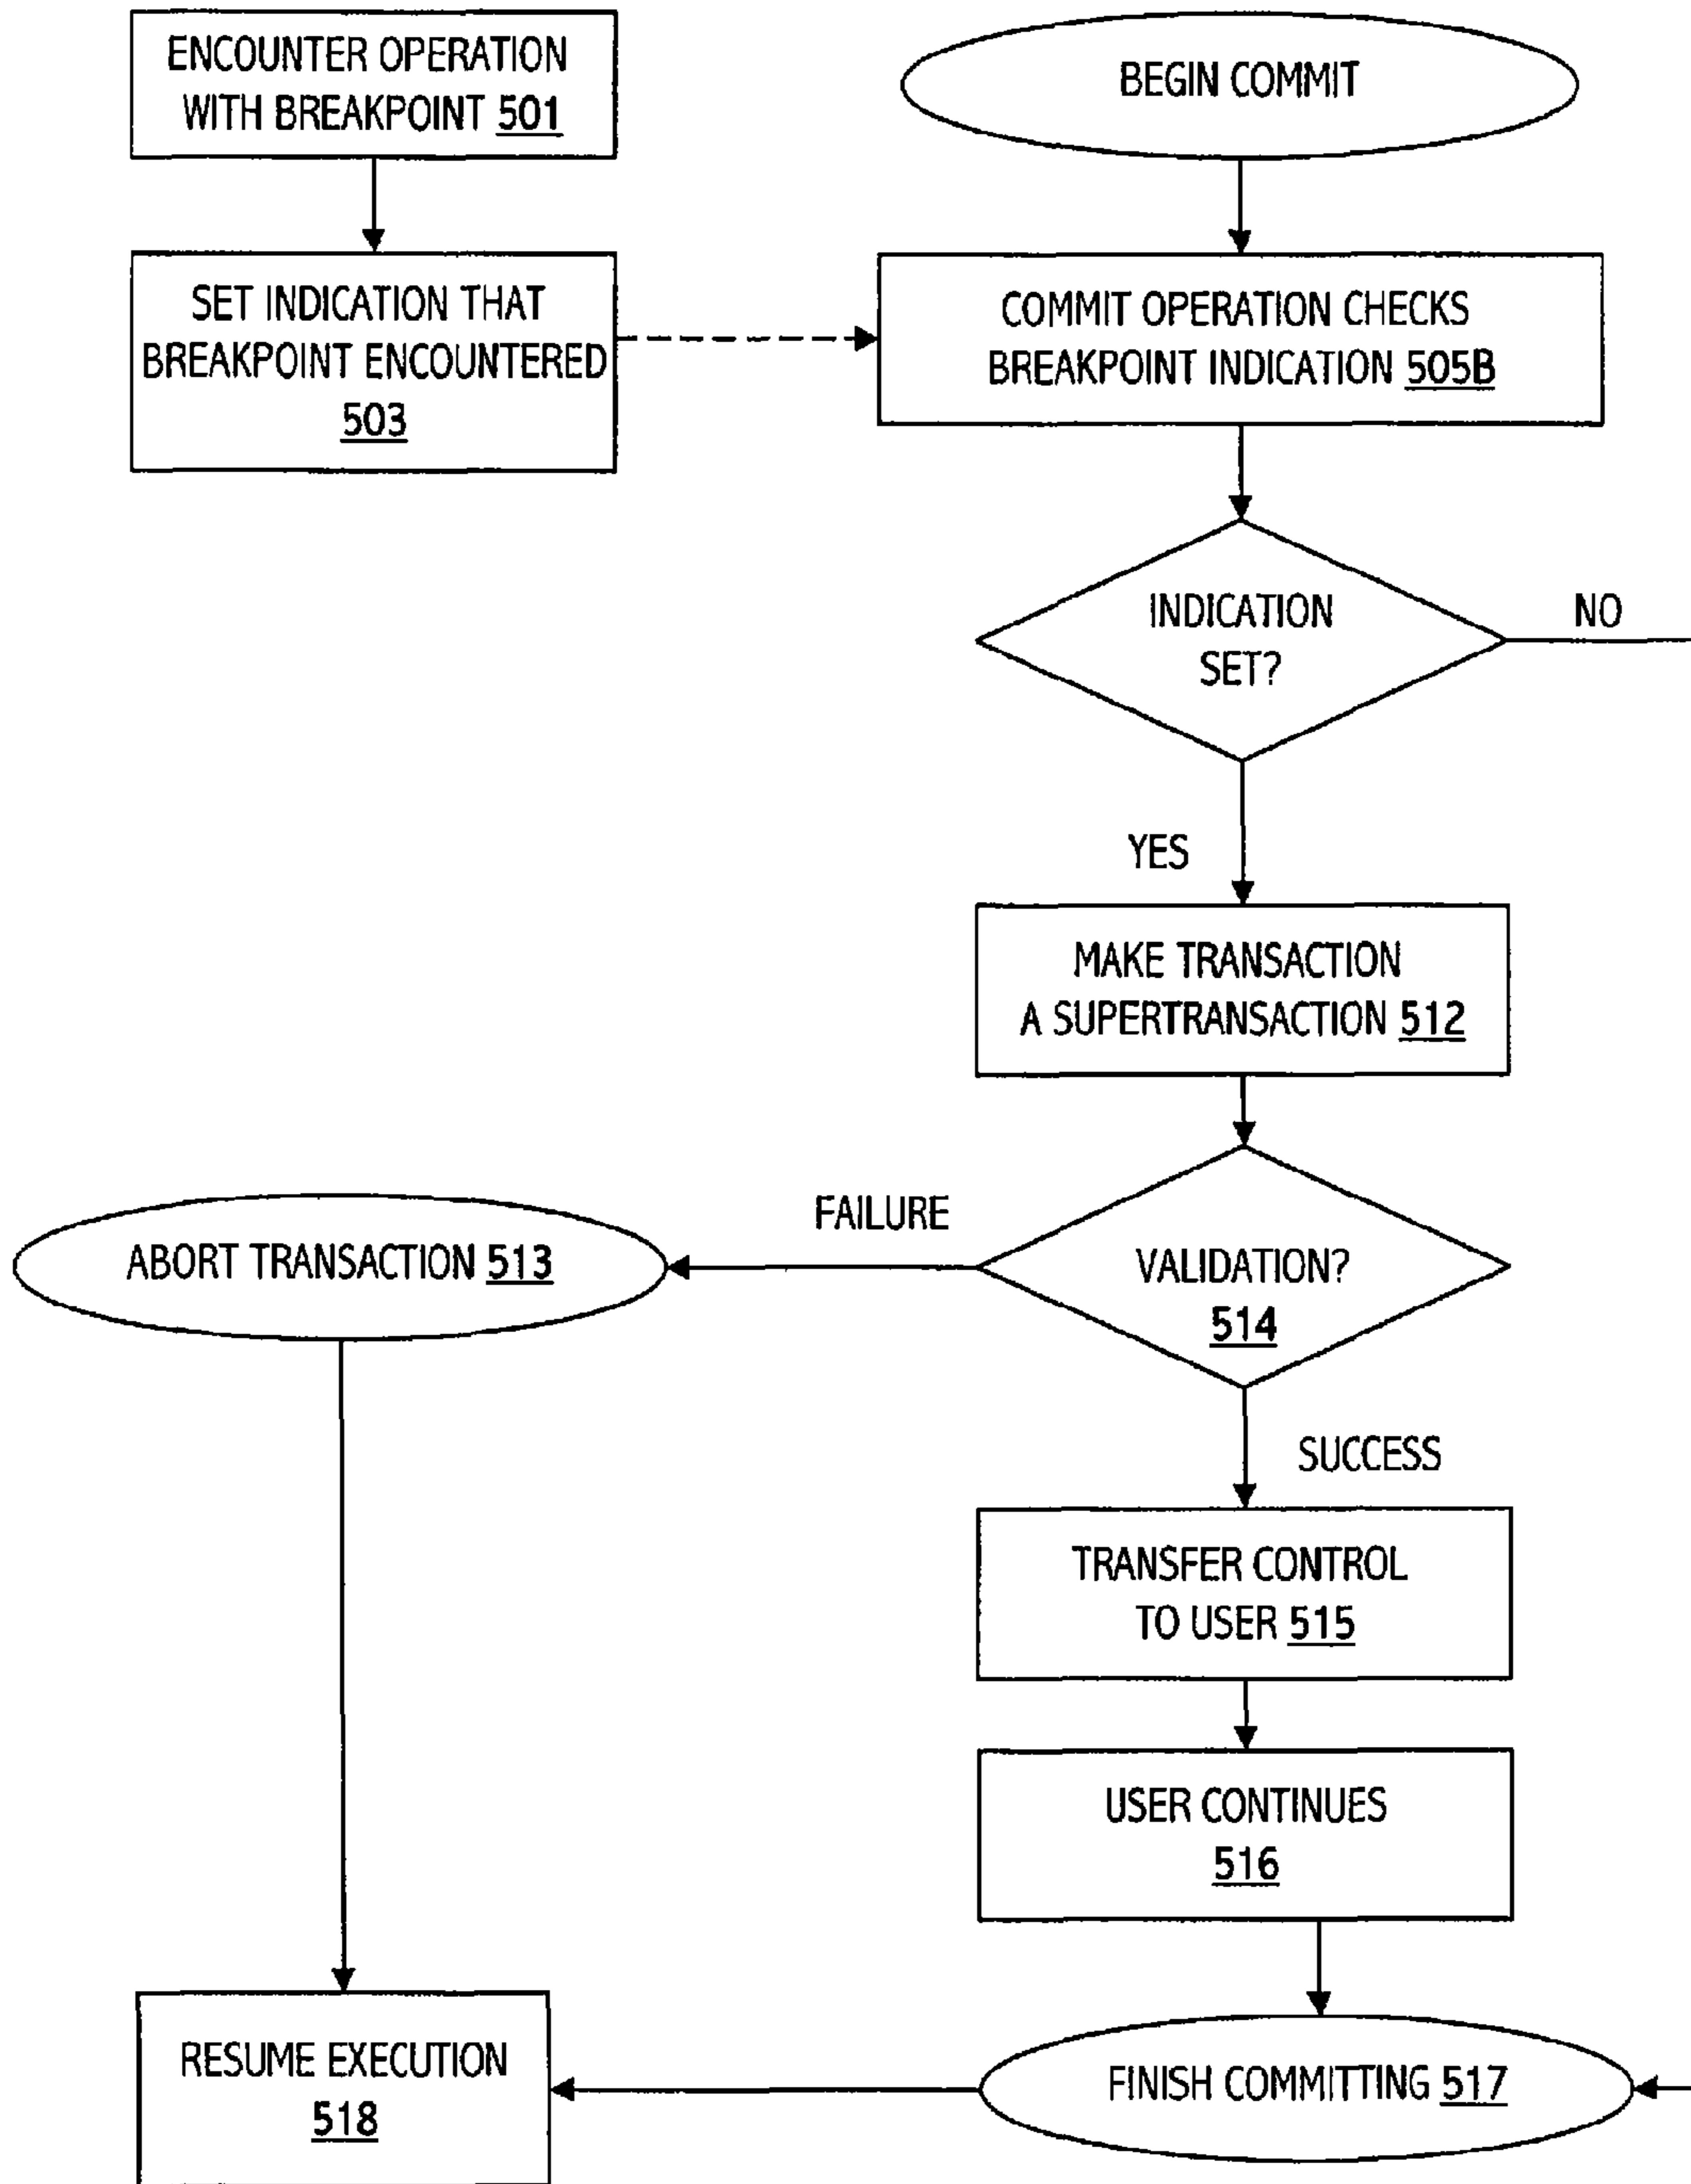 ENCOUNTER OPERATION
WITH BREAKPOINT 501
BEGIN COMMIT
SET INDICATION THAT
BREAKPOINT ENCOUNTERED
503
COMMIT OPERATION CHECKS
BREAKPOINT INDICATION 505B
INDICATION
SET?
NO
YES
MAKE TRANSACTION
A SUPERTRANSACTION 512
FAILURE
ABORT TRANSACTION 513
VALIDATION?
514
SUCCESS
TRANSFER CONTROL
TO USER 515
USER CONTINUES
516
RESUME EXECUTION
518
FINISH COMMITTING 517